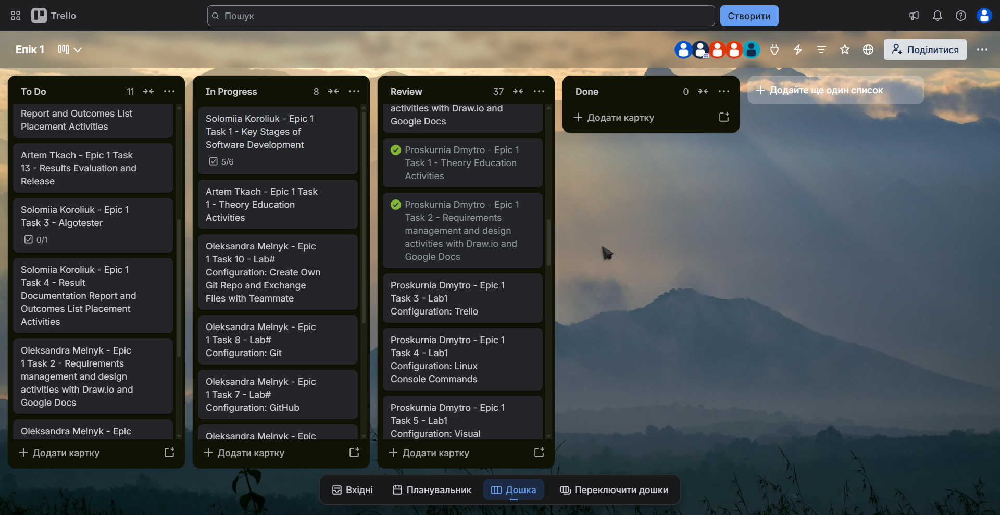 Trello
Пошук
Створити
Епік 1
Поділитися
To Do
11
Report and Outcomes List
Placement Activities
Artem Tkach - Epic 1 Task
13 - Results Evaluation and
Release
Solomiia Koroliuk - Epic 1
Task 3 - Algotester
0/1
Solomiia Koroliuk - Epic 1
Task 4 - Result
Documentation Report and
Outcomes List Placement
Activities
Oleksandra Melnyk - Epic
1 Task 2 - Requirements
management and design
activities with Draw.io and
Google Docs
Oleksandra Melnyk - Epic
Додати картку
In Progress
8
Solomiia Koroliuk - Epic 1
Task 1 - Key Stages of
Software Development
5/6
Artem Tkach - Epic 1 Task
1 - Theory Education
Activities
Oleksandra Melnyk - Epic
1 Task 10 - Lab#
Configuration: Create Own
Git Repo and Exchange
Files with Teammate
Oleksandra Melnyk - Epic
1 Task 8 - Lab#
Configuration: Git
Oleksandra Melnyk - Epic
1 Task 7 - Lab#
Configuration: GitHub
Oleksandra Melnyk - Epic
Додати картку
Review
37
activities with Draw.io and
Google Docs
Proskurnia Dmytro - Epic 1
Task 1 - Theory Education
Activities
Proskurnia Dmytro - Epic 1
Task 2 - Requirements
management and design
activities with Draw.io and
Google Docs
Proskurnia Dmytro - Epic 1
Task 3 - Lab1
Configuration: Trello
Proskurnia Dmytro - Epic 1
Task 4 - Lab1
Configuration: Linux
Console Commands
Proskurnia Dmytro - Epic 1
Task 5 - Lab1
Configuration: Visual
Додати картку
Done
0
Додати картку
Додайте ще один список
Вхідні
Планувальник
Дошка
Переключити дошки